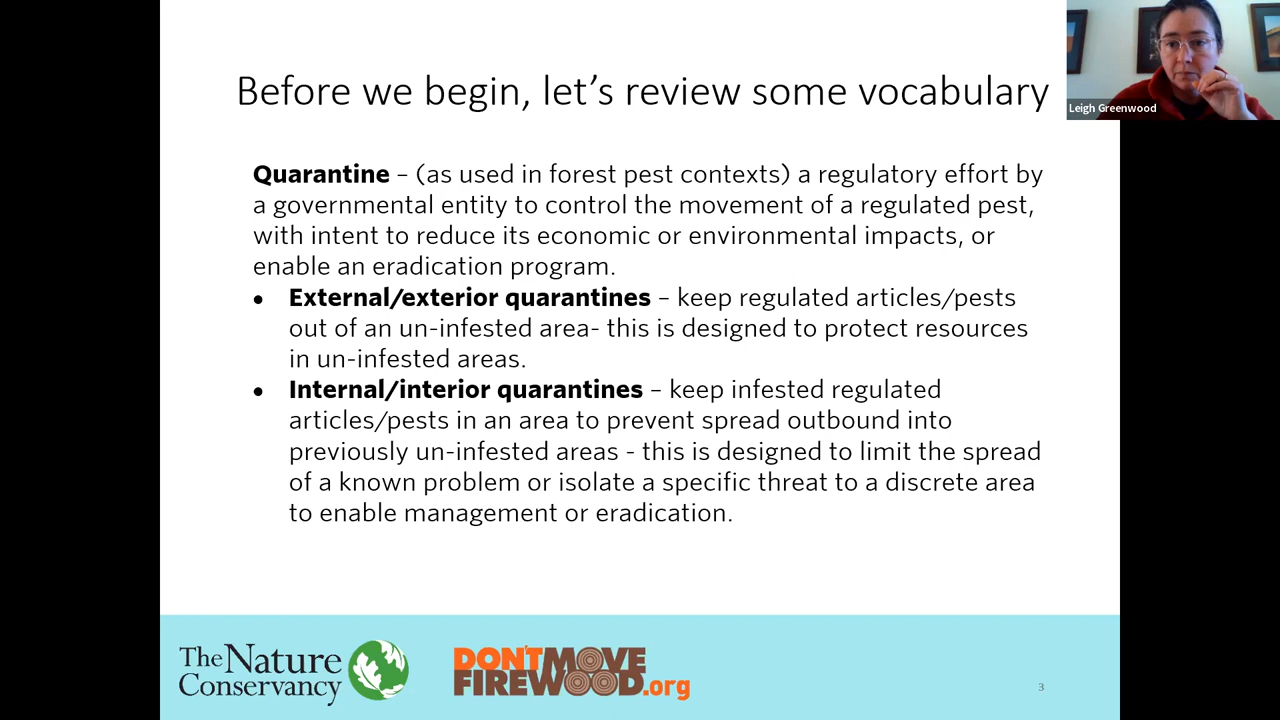 Before we begin, let's review some vocabulary
Leigh Greenwood
Quarantine – (as used in forest pest contexts) a regulatory effort by
a governmental entity to control the movement of a regulated pest,
with intent to reduce its economic or environmental impacts, or
enable an eradication program.
• External/exterior quarantines – keep regulated articles/pests
out of an un-infested area- this is designed to protect resources
in un-infested areas.
• Internal/interior quarantines – keep infested regulated
articles/pests in an area to prevent spread outbound into
previously un-infested areas - this is designed to limit the spread
of a known problem or isolate a specific threat to a discrete area
to enable management or eradication.
The Nature
Conservancy
DON'T MOVE
FIREWOOD.org
3